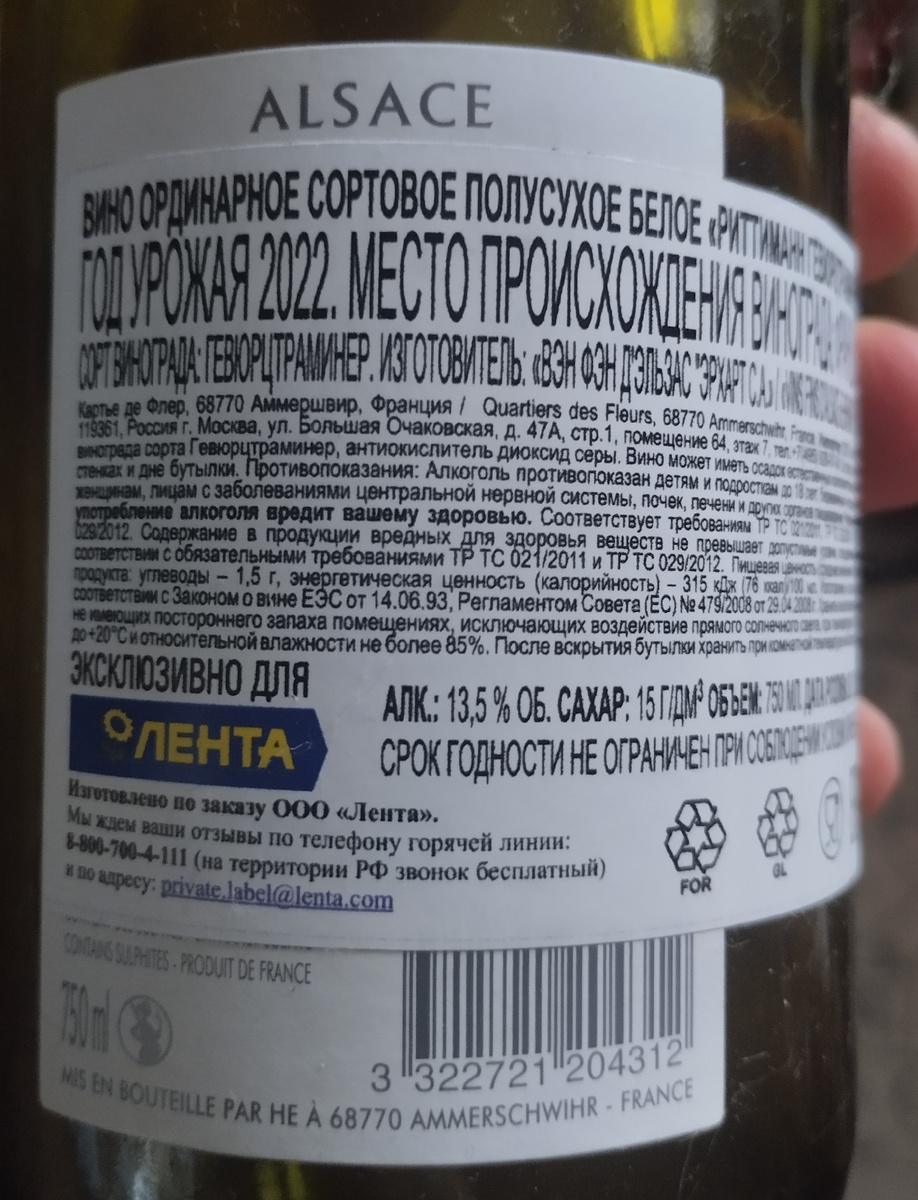 ALSACE
ВИНО ОРДИНАРНОЕ СОРТОВОЕ ПОЛУСУХОЕ БЕЛОЕ «РИТТИМАНН
ГОД УРОЖАЯ 2022. МЕСТО ПРОИСХОЖДЕНИЯ ВИНОГРАДА:
СОРТ ВИНОГРАДА: ГЕВЮРЦТРАМИНЕР. ИЗГОТОВИТЕЛЬ: «ВЭН ФЭН Д'ЭЛЬЗАС "ЭРХАРТ С.А.» /
Картье де Флер, 68770 Аммершвир, Франция / Quartiers des Fleurs, 68770 Ammerschwihr, France.
119361, Россия г. Москва, ул. Большая Очаковская, д. 47А, стр.1, помещение 64, этаж 7, тел.
винограда сорта Гевюрцтраминер, антиокислитель диоксид серы. Вино может иметь осадок
стенках и дне бутылки. Противопоказания: Алкоголь противопоказан детям и подросткам до 18 лет,
женщинам, лицам с заболеваниями центральной нервной системы, почек, печени и других органов
употребление алкоголя вредит вашему здоровью. Соответствует требованиям ТР ТС 021/2011,
029/2012. Содержание в продукции вредных для здоровья веществ не превышает допустимые
соответствии с обязательными требованиями ТР ТС 021/2011 и ТР ТС 029/2012. Пищевая ценность
продукта: углеводы – 1,5 г, энергетическая ценность (калорийность) – 315 кДж (76 ккал)/100
соответствии с Законом о вине ЕЭС от 14.06.93, Регламентом Совета (ЕС) № 479/2008 от 29.04.2008 г.
не имеющих постороннего запаха помещениях, исключающих воздействие прямого солнечного света,
до +20°С и относительной влажности не более 85%. После вскрытия бутылки хранить при комнатной
ЭКСКЛЮЗИВНО ДЛЯ
ЛЕНТА
АЛК.: 13,5 % ОБ. САХАР: 15 Г/ДМ³ ОБЪЕМ: 750 МЛ. ДАТА
СРОК ГОДНОСТИ НЕ ОГРАНИЧЕН ПРИ СОБЛЮДЕНИИ
Изготовлено по заказу ООО «Лента».
Мы ждем ваши отзывы по телефону горячей линии:
8-800-700-4-111 (на территории РФ звонок бесплатный)
и по адресу: private.label@lenta.com
FOR
GL
CONTAINS SULPHITES - PRODUIT DE FRANCE
750 ml
3 322721 204312
MIS EN BOUTEILLE PAR HE À 68770 AMMERSCHWIHR - FRANCE